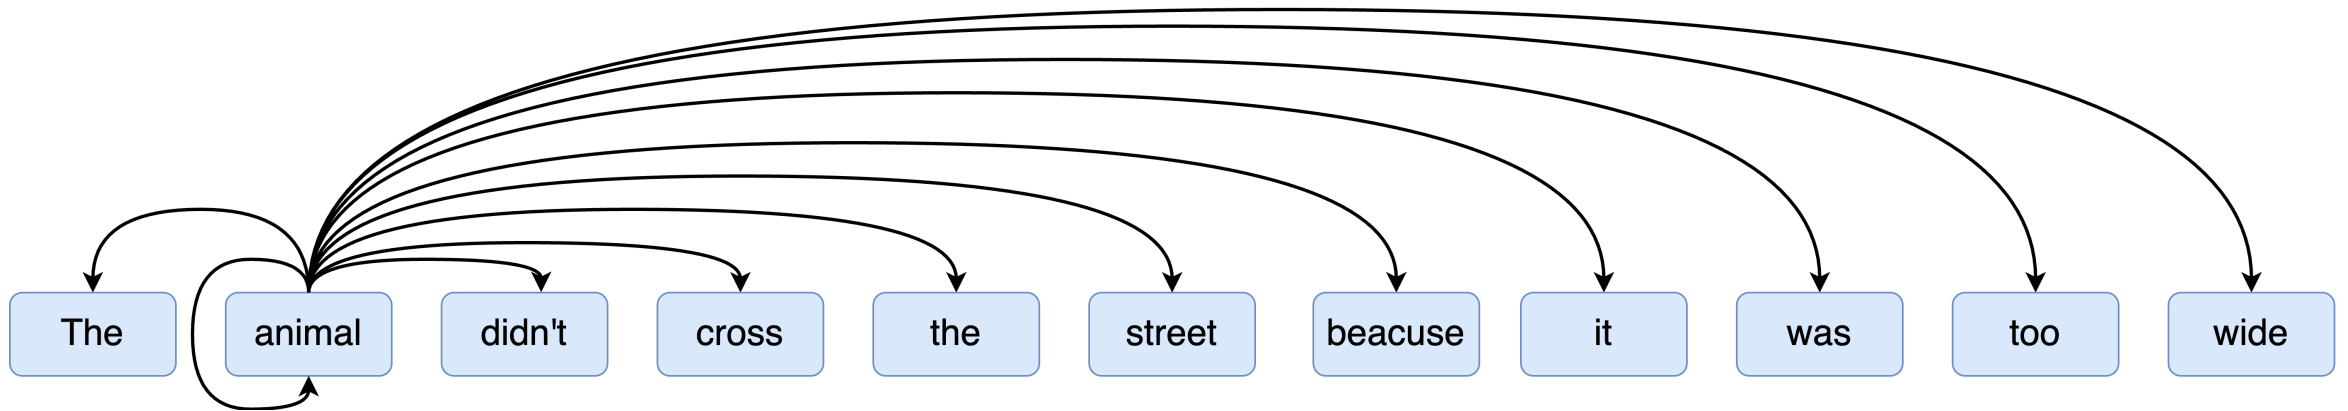 The animal didn't cross the street beacuse it was too wide